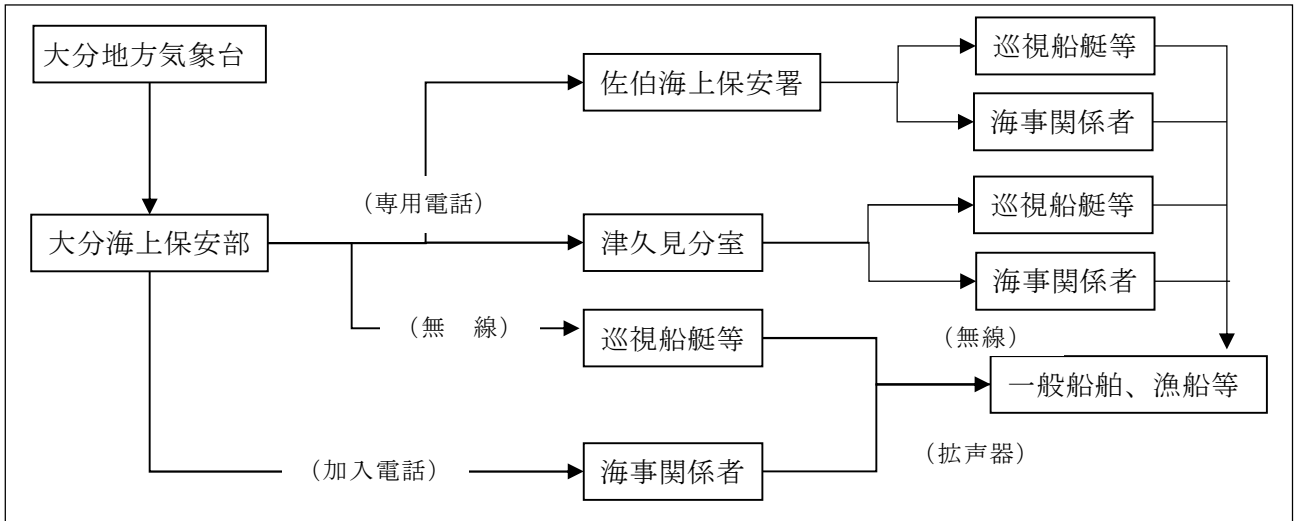 大分地方気象台
巡視船艇等
佐伯海上保安署
海事関係者
(専用電話)
巡視船艇等
大分海上保安部
津久見分室
海事関係者
(無　線)
巡視船艇等
(無線)
一般船舶、漁船等
(加入電話)
海事関係者
(拡声器)